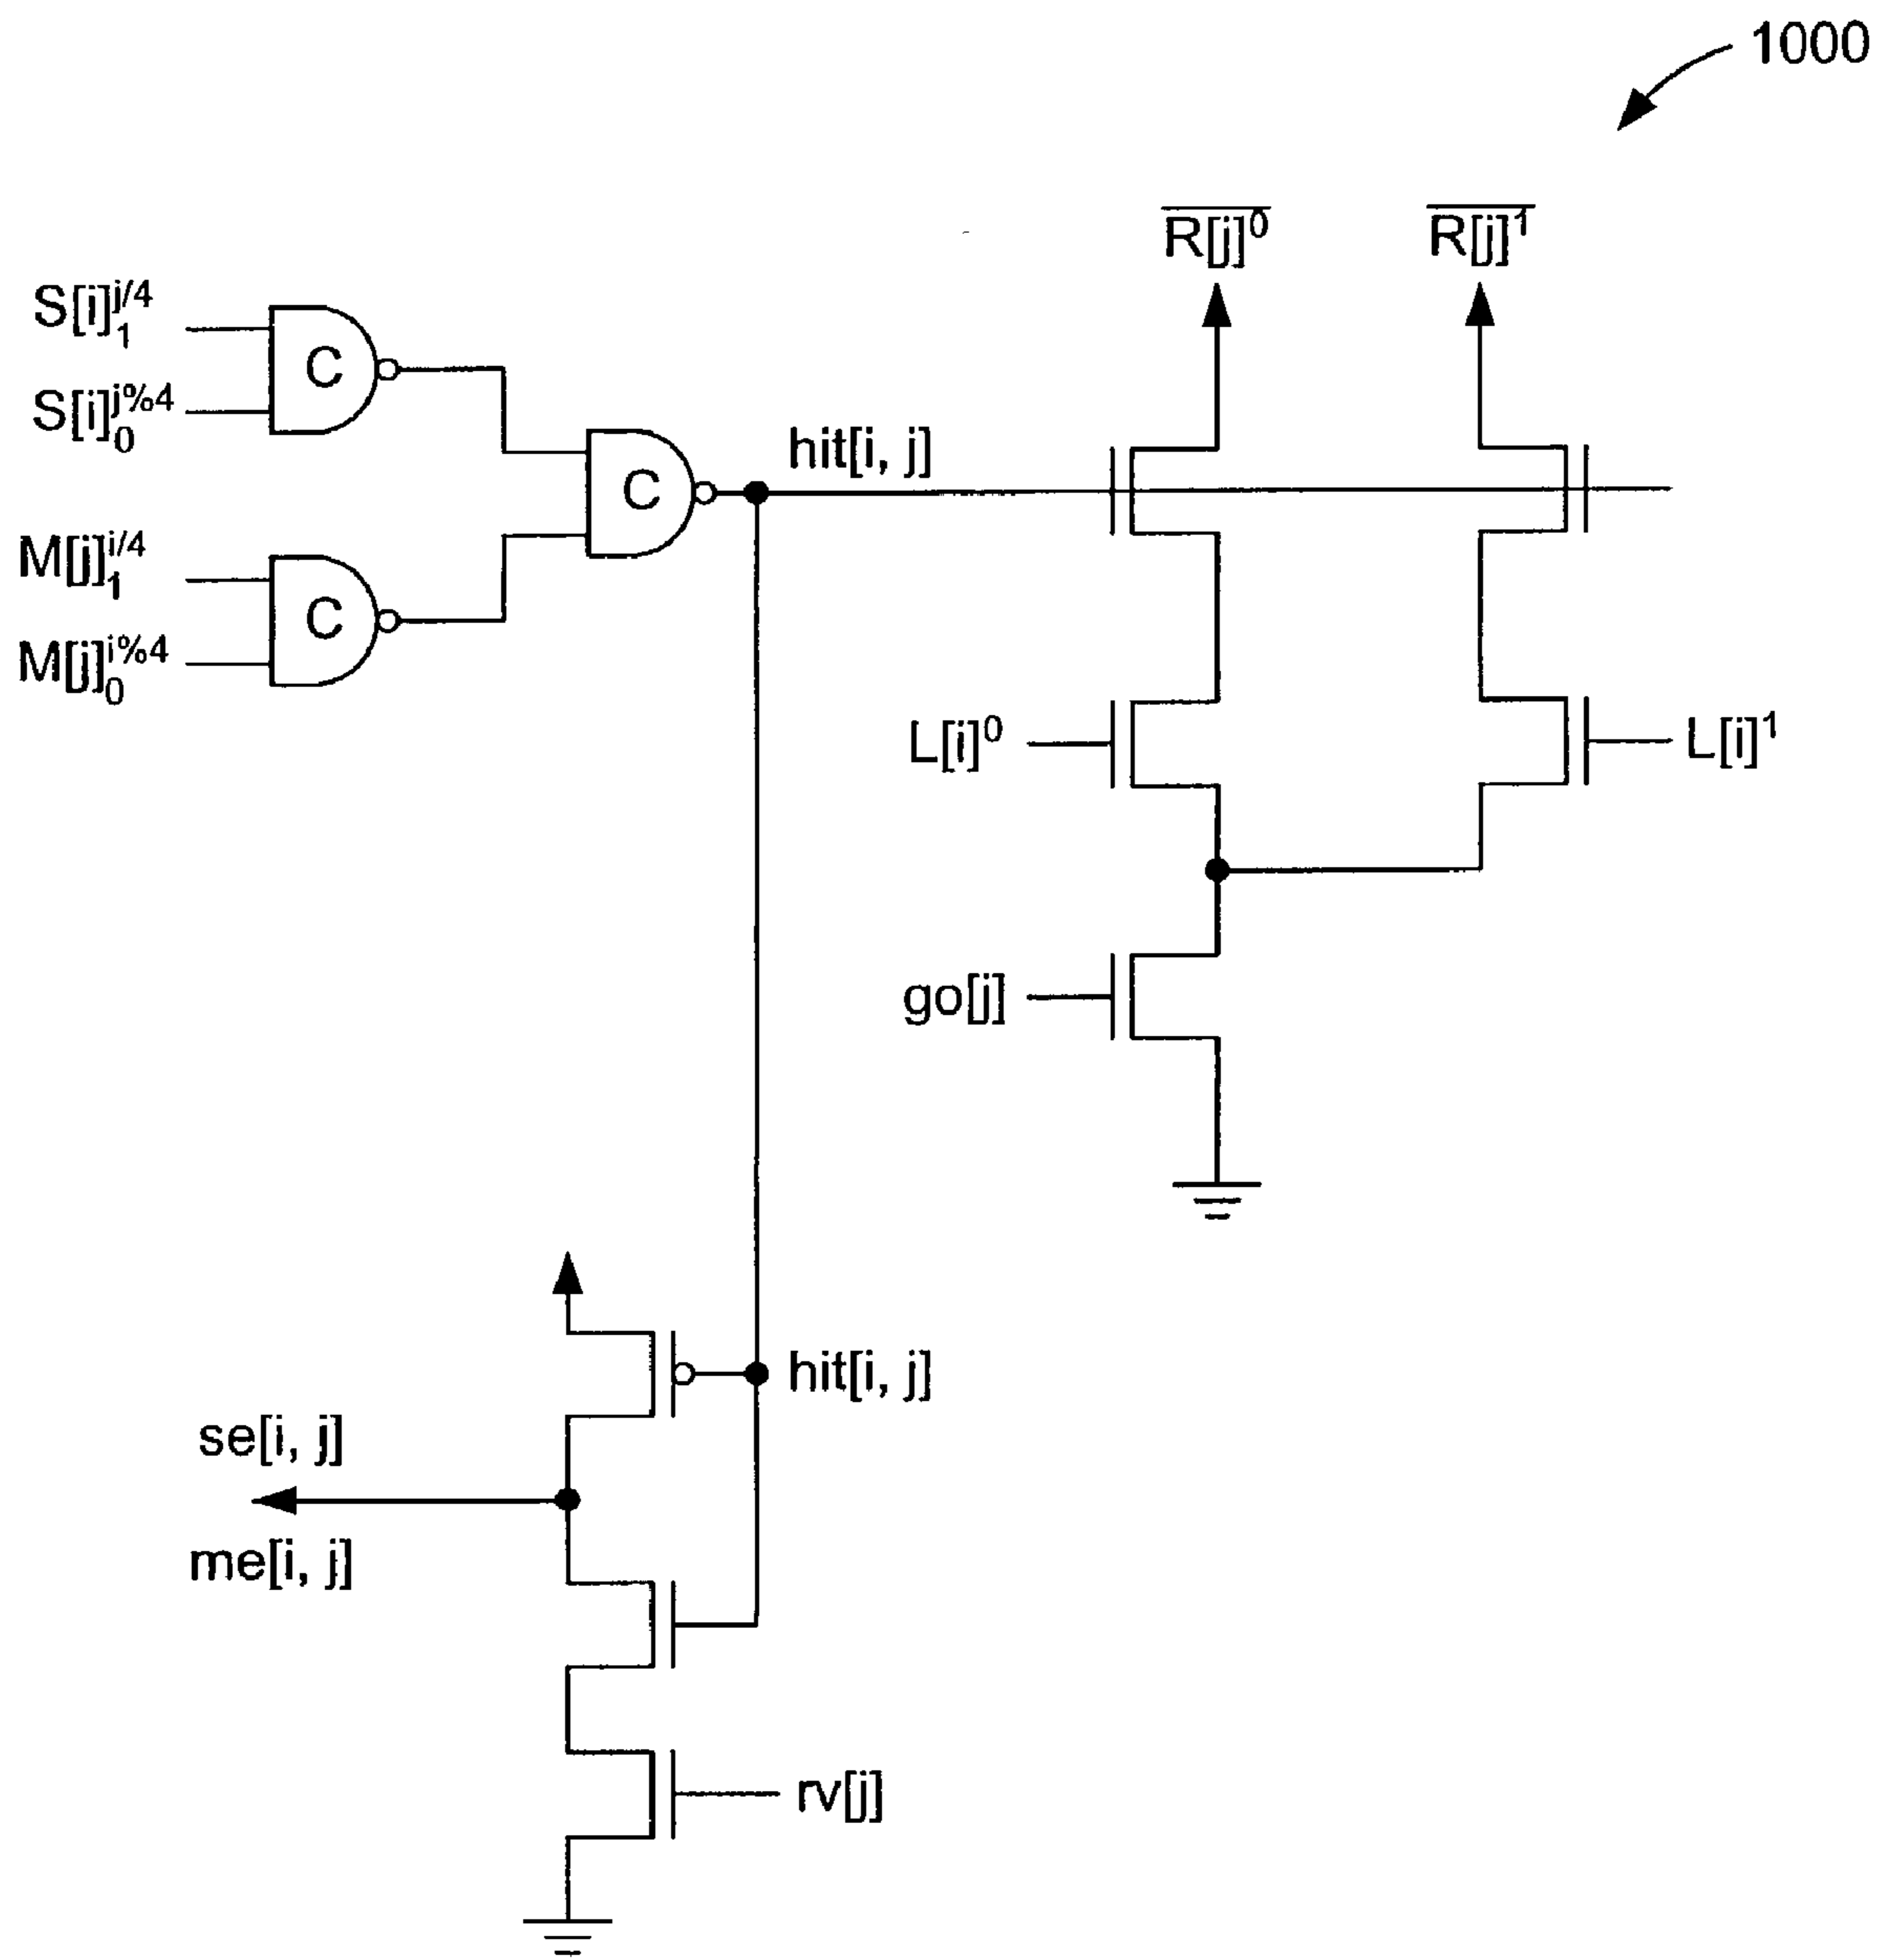 1000
R[j]⁰
R[j]¹
S[i]₁^j/4
S[i]₀^j%4
C
hit[i, j]
C
M[j]₁^i/4
C
M[j]₀^i%4
L[i]⁰
L[i]¹
go[j]
hit[i, j]
se[i, j]
me[i, j]
rv[j]